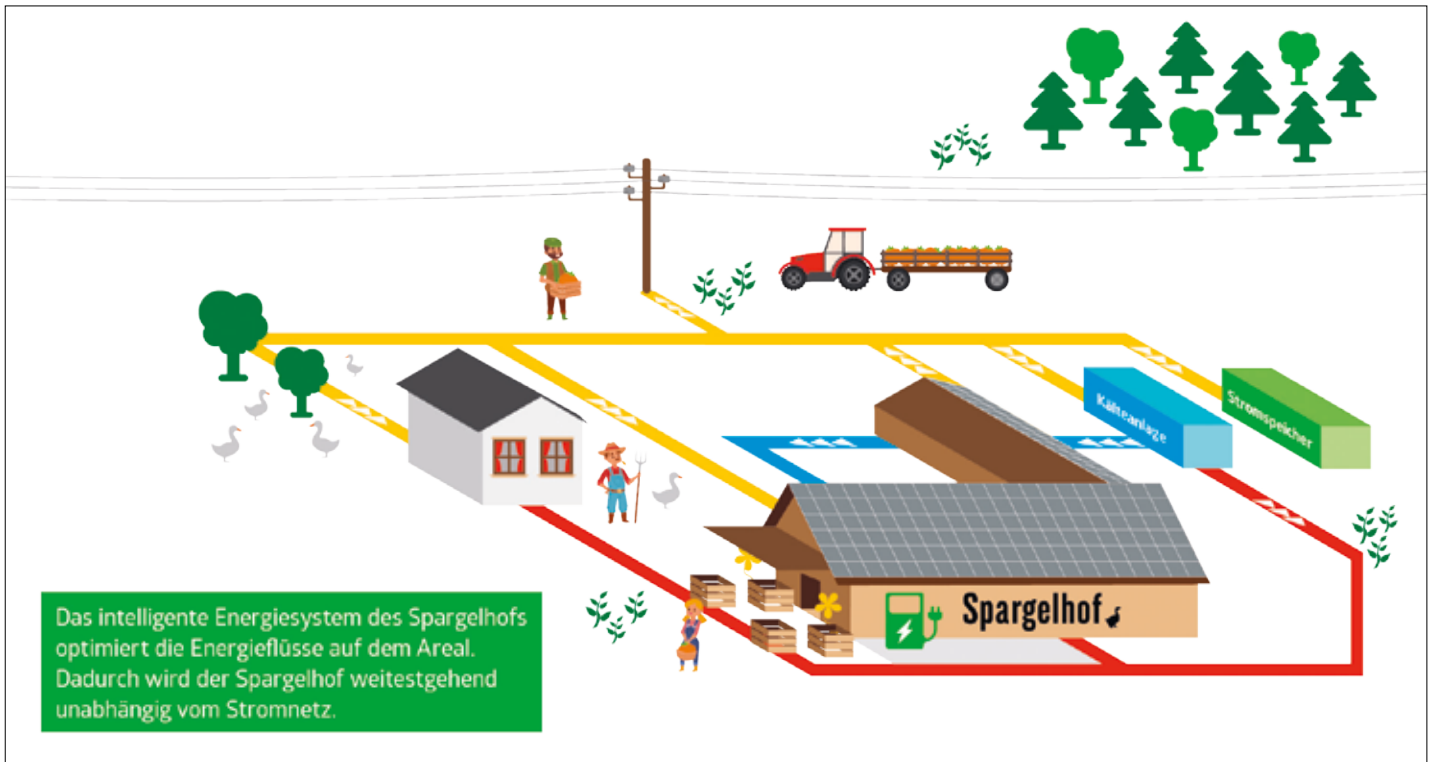 Kälteanlage
Stromspeicher
Spargelhof
Das intelligente Energiesystem des Spargelhofs
optimiert die Energieflüsse auf dem Areal.
Dadurch wird der Spargelhof weitestgehend
unabhängig vom Stromnetz.